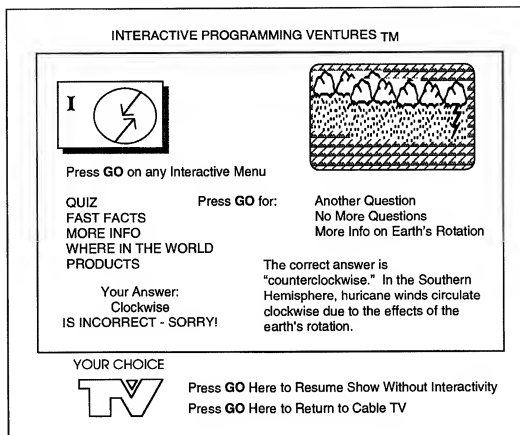 INTERACTIVE PROGRAMMING VENTURES TM
I
Press GO on any Interactive Menu
QUIZ
FAST FACTS
MORE INFO
WHERE IN THE WORLD
PRODUCTS
Press GO for:
Another Question
No More Questions
More Info on Earth's Rotation
Your Answer:
Clockwise
IS INCORRECT - SORRY!
The correct answer is
"counterclockwise." In the Southern
Hemisphere, huricane winds circulate
clockwise due to the effects of the
earth's rotation.
YOUR CHOICE
TV
Press GO Here to Resume Show Without Interactivity
Press GO Here to Return to Cable TV